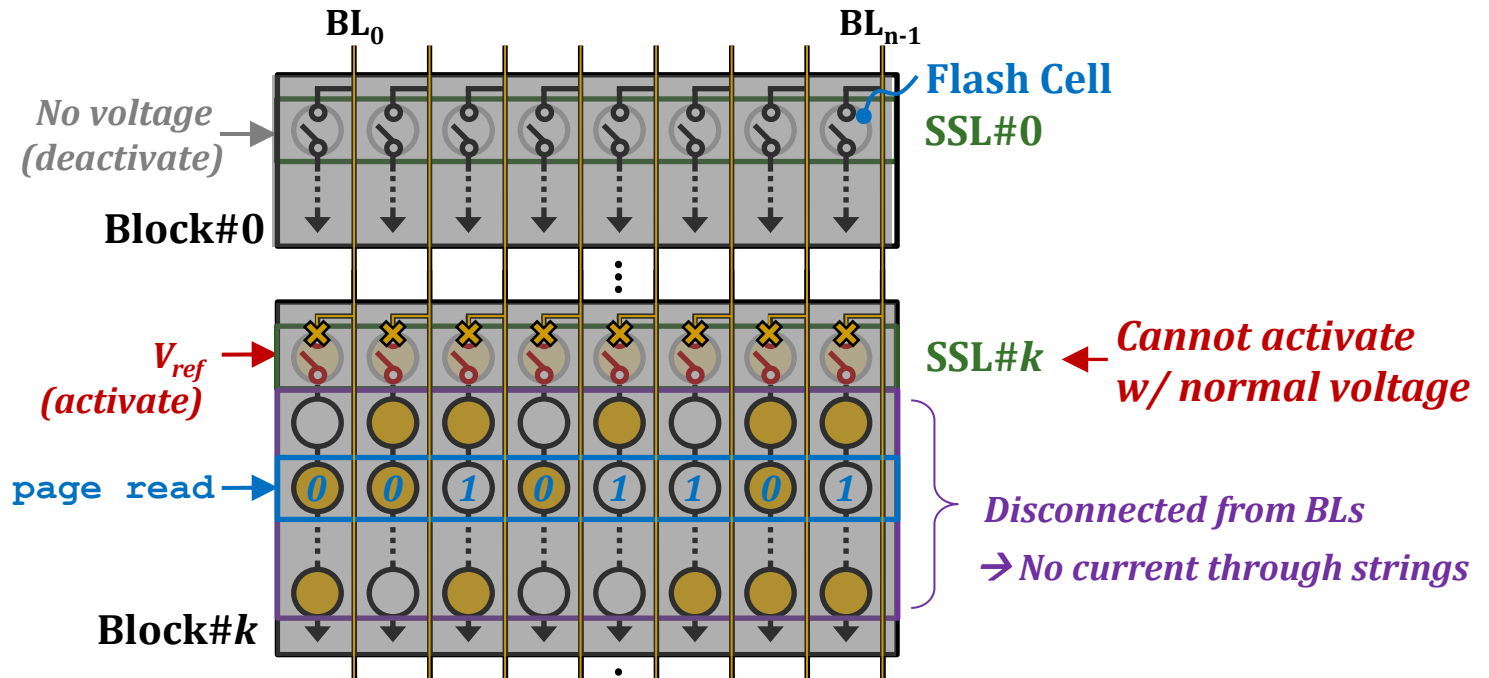 BL0
BLn-1
Flash Cell
No voltage
(deactivate)
SSL#0
Block#0
Vref
(activate)
SSL#k
Cannot activate
w/ normal voltage
page read
0 0 1 0 1 1 0 1
Disconnected from BLs
→ No current through strings
Block#k